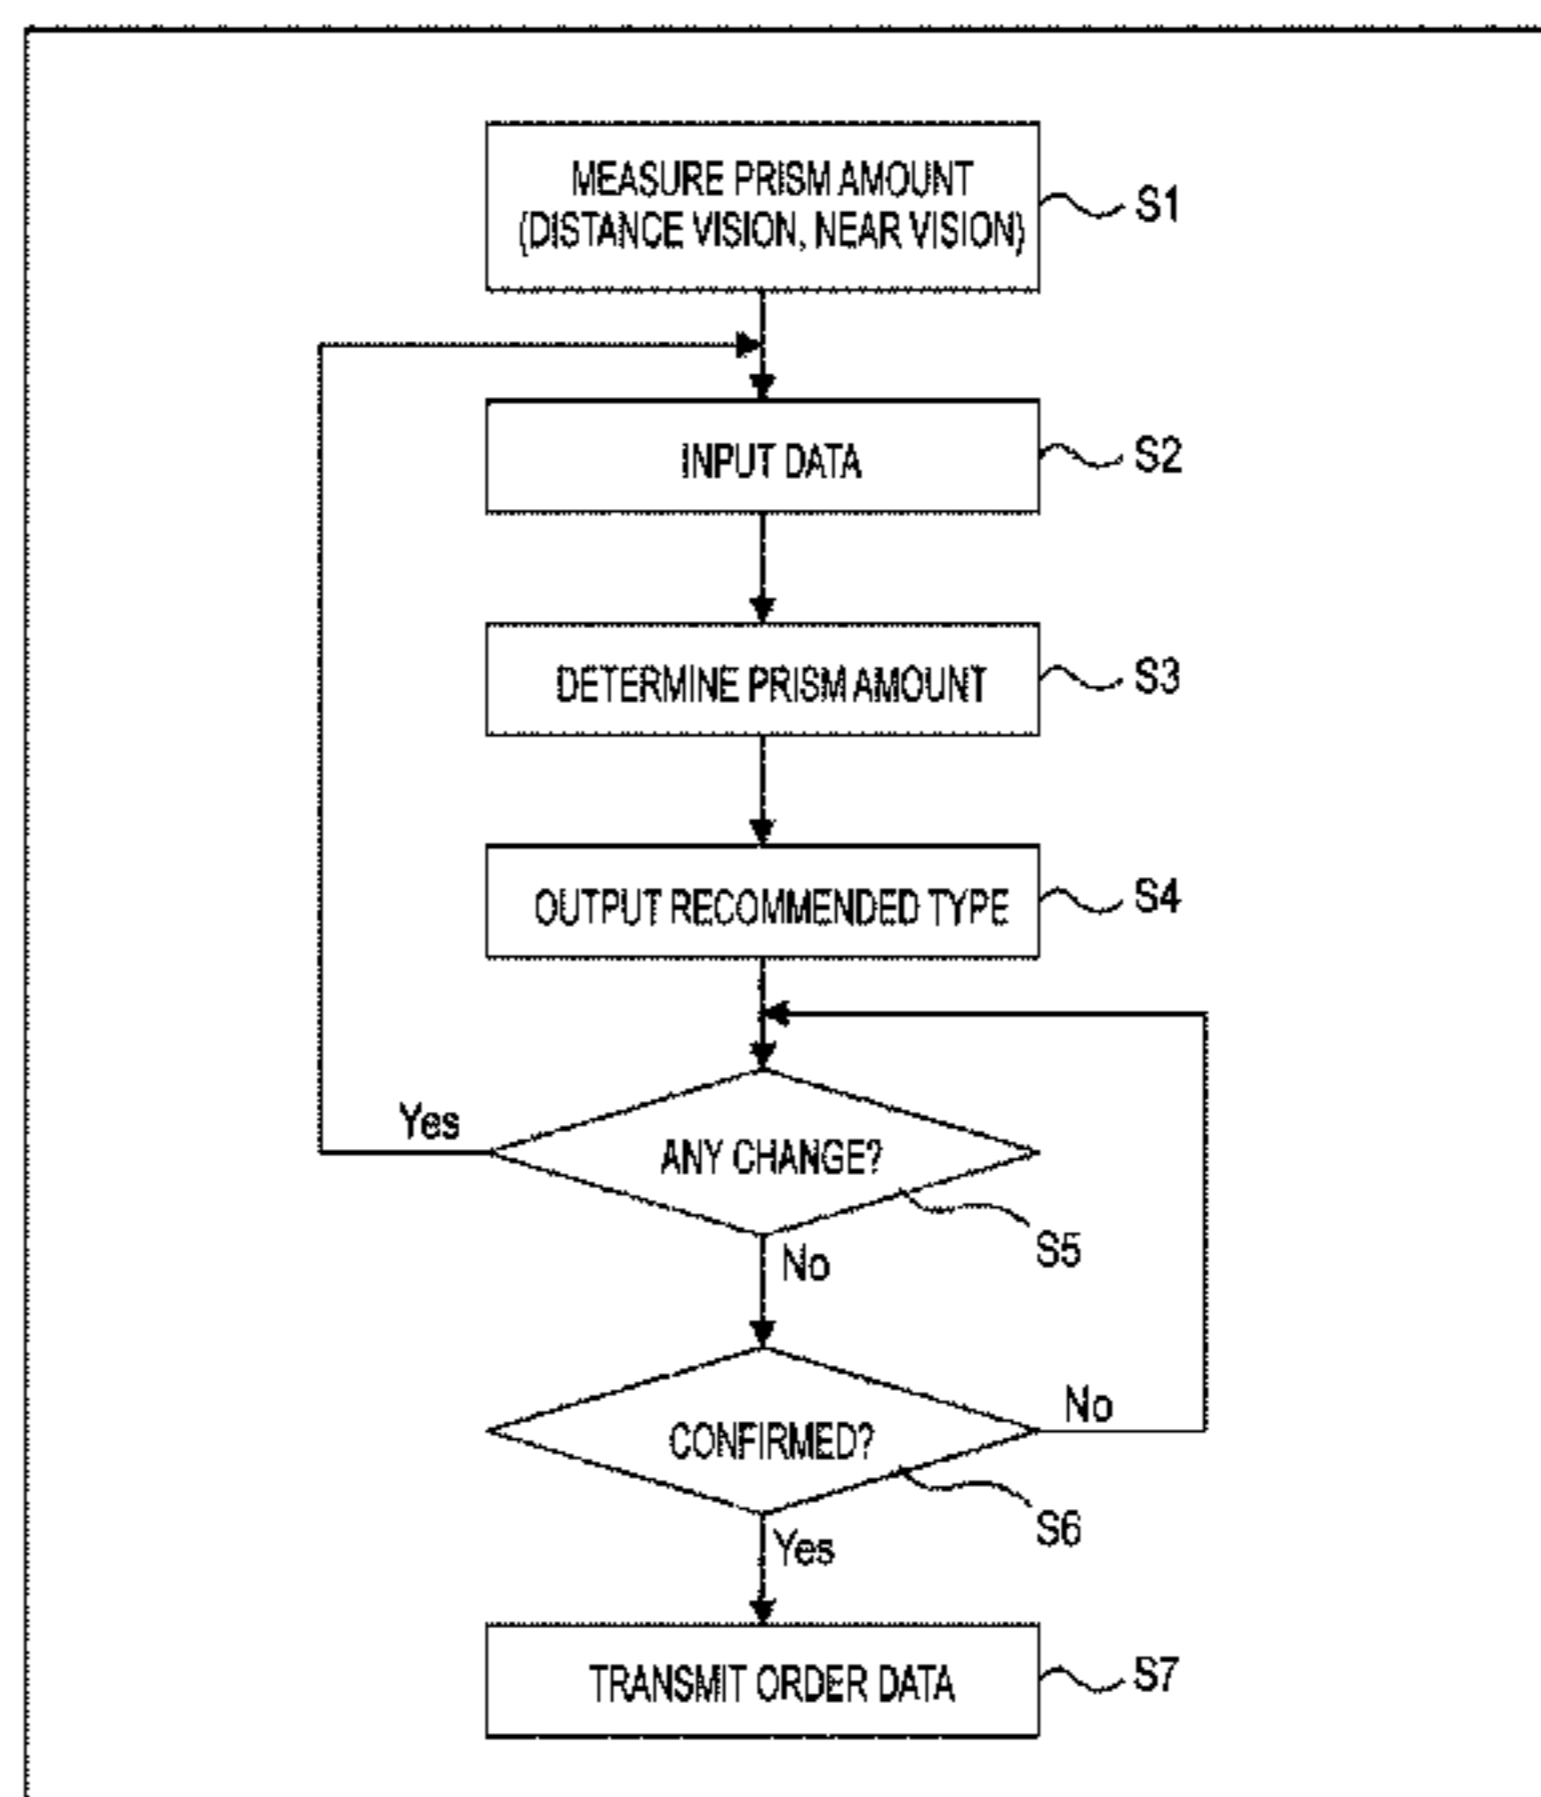 MEASURE PRISM AMOUNT
(DISTANCE VISION, NEAR VISION)
S1
INPUT DATA
S2
DETERMINE PRISM AMOUNT
S3
OUTPUT RECOMMENDED TYPE
S4
Yes
ANY CHANGE?
S5
No
CONFIRMED?
No
S6
Yes
TRANSMIT ORDER DATA
S7